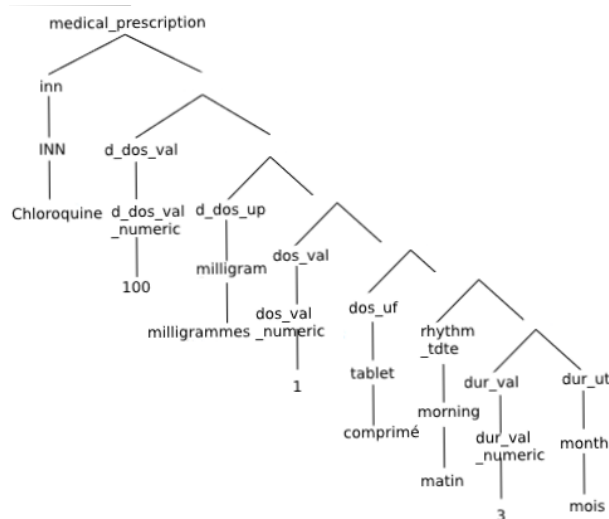 medical_prescription
inn
INN
Chloroquine
d_dos_val
d_dos_val
_numeric
100
d_dos_up
milligram
milligrammes
dos_val
dos_val
_numeric
1
dos_uf
tablet
comprimé
rhythm
_tdte
morning
matin
dur_val
dur_val
_numeric
3
dur_ut
month
mois